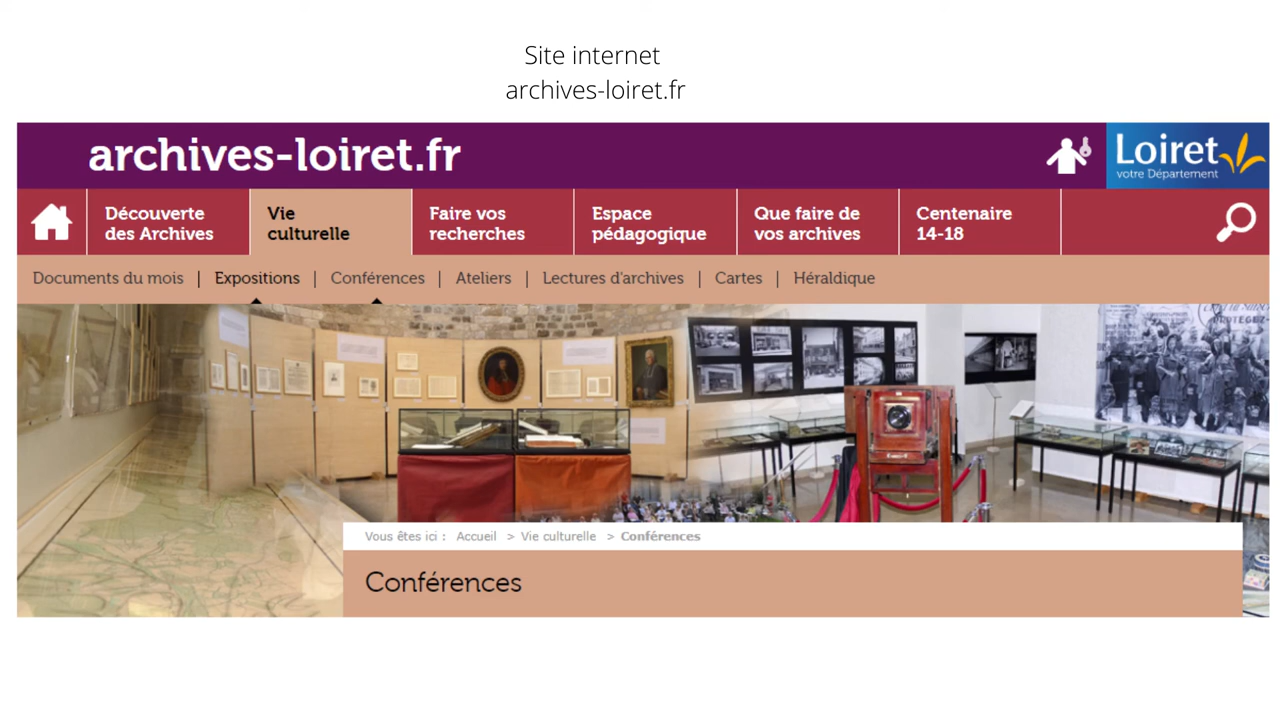 Site internet
archives-loiret.fr
archives-loiret.fr
Loiret
votre Département
Découverte
des Archives
Vie
culturelle
Faire vos
recherches
Espace
pédagogique
Que faire de
vos archives
Centenaire
14-18
Documents du mois | Expositions | Conférences | Ateliers | Lectures d'archives | Cartes | Héraldique
Vous êtes ici : Accueil > Vie culturelle > Conférences
Conférences